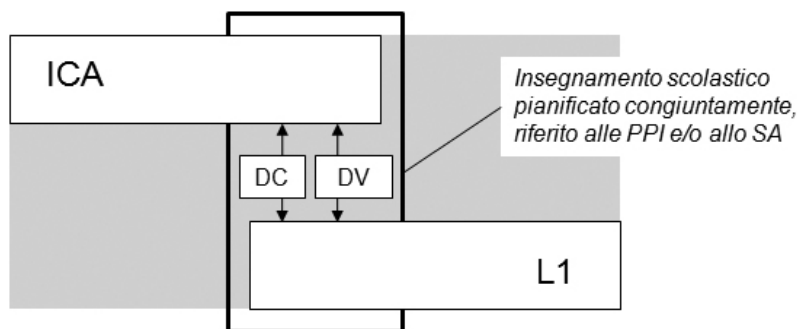 ICA
Insegnamento scolastico
pianificato congiuntamente,
riferito alle PPI e/o allo SA
DC
DV
L1